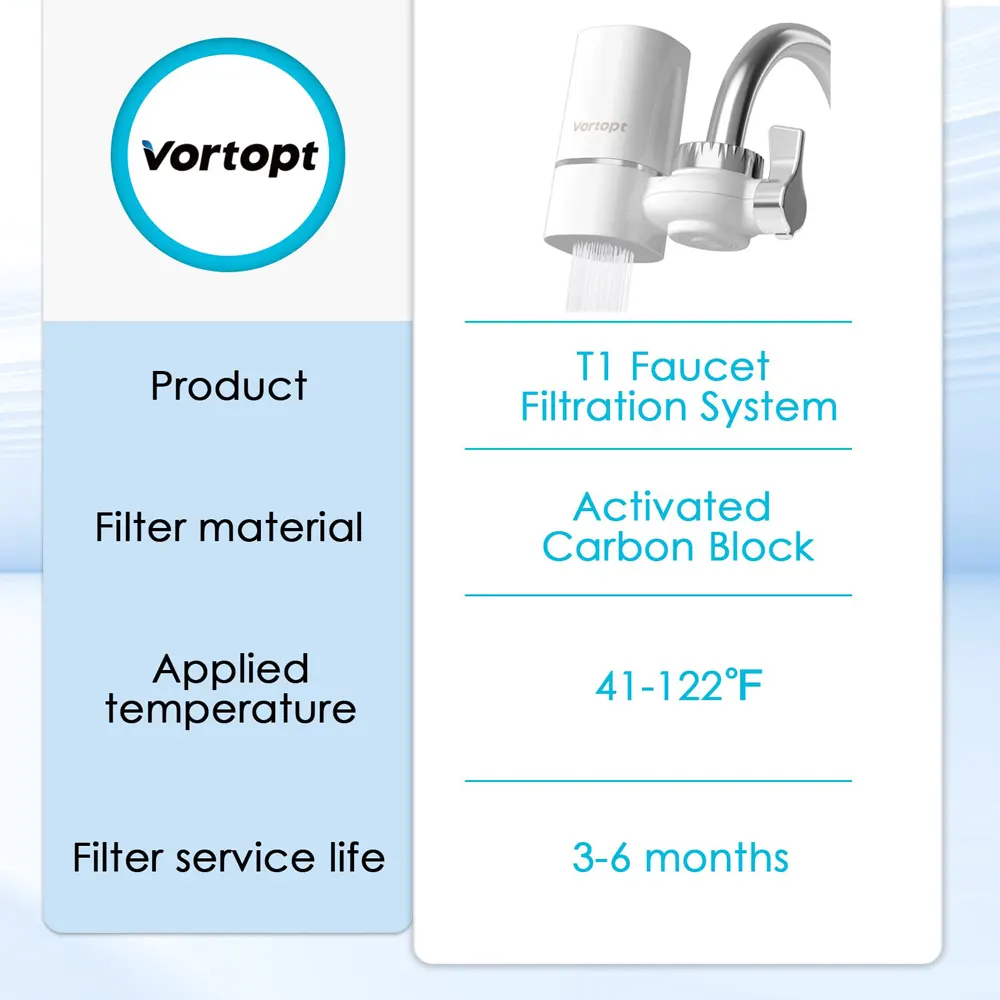 Vortopt
Vortopt
Product
T1 Faucet
Filtration System
Filter material
Activated
Carbon Block
Applied
temperature
41-122°F
Filter service life
3-6 months